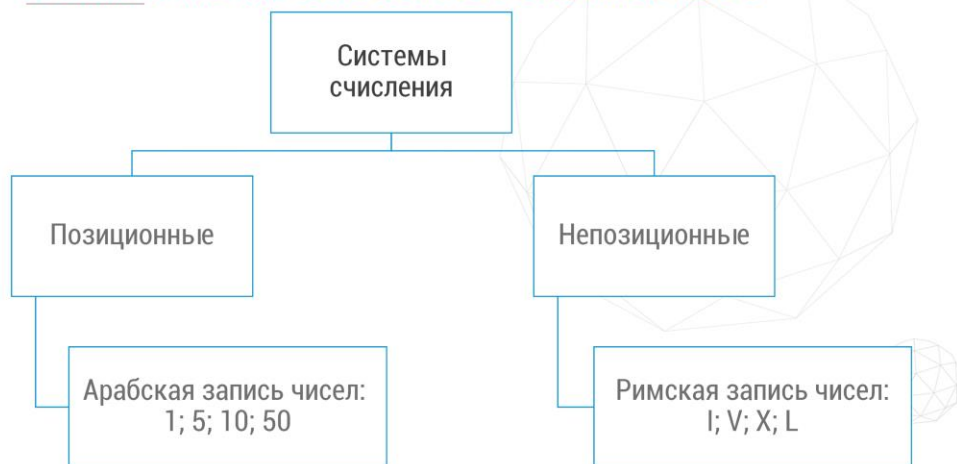 Системы
счисления
Позиционные
Непозиционные
Арабская запись чисел:
1; 5; 10; 50
Римская запись чисел:
I; V; X; L